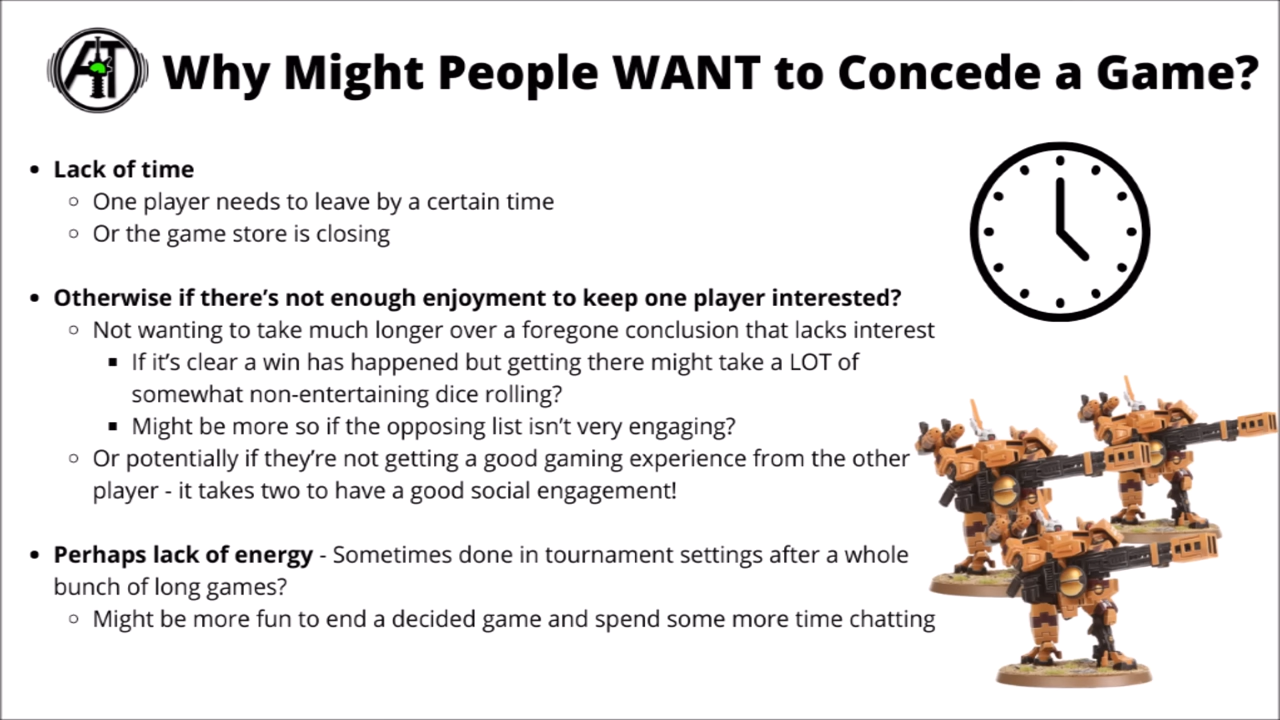 AT
Why Might People WANT to Concede a Game?
• Lack of time
○ One player needs to leave by a certain time
○ Or the game store is closing
• Otherwise if there’s not enough enjoyment to keep one player interested?
○ Not wanting to take much longer over a foregone conclusion that lacks interest
▪ If it’s clear a win has happened but getting there might take a LOT of
somewhat non-entertaining dice rolling?
▪ Might be more so if the opposing list isn’t very engaging?
○ Or potentially if they’re not getting a good gaming experience from the other
player - it takes two to have a good social engagement!
• Perhaps lack of energy - Sometimes done in tournament settings after a whole
bunch of long games?
○ Might be more fun to end a decided game and spend some more time chatting